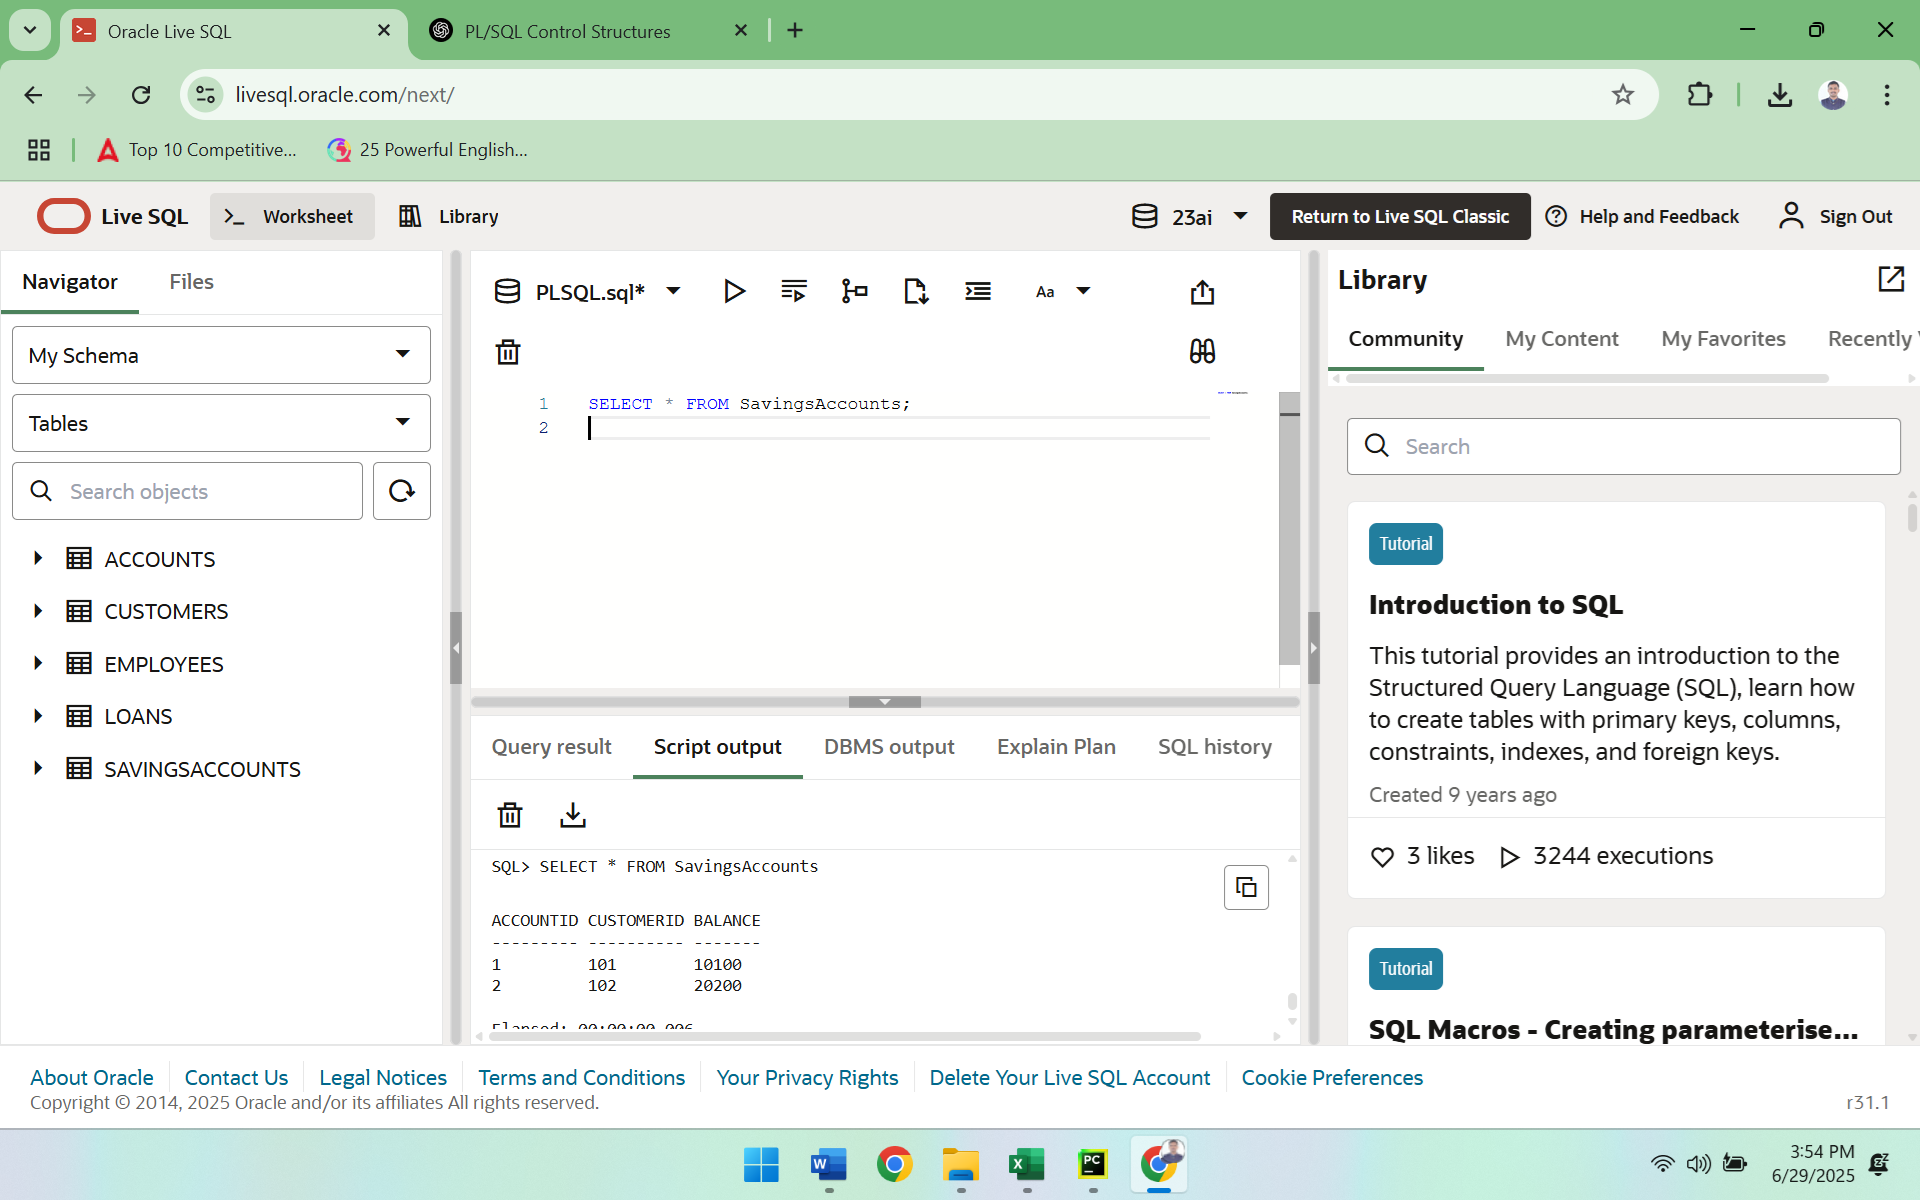 Oracle Live SQL
PL/SQL Control Structures
livesql.oracle.com/next/
Top 10 Competitive...
25 Powerful English...
Live SQL
Worksheet
Library
23ai
Return to Live SQL Classic
Help and Feedback
Sign Out
Navigator
Files
My Schema
Tables
Search objects
ACCOUNTS
CUSTOMERS
EMPLOYEES
LOANS
SAVINGSACCOUNTS
PLSQL.sql*
Aa
1 SELECT * FROM SavingsAccounts;
2
Query result
Script output
DBMS output
Explain Plan
SQL history
SQL> SELECT * FROM SavingsAccounts
ACCOUNTID CUSTOMERID BALANCE
--------- ---------- -------
1 101 10100
2 102 20200
Elapsed: 00:00:00.006
Library
Community
My Content
My Favorites
Recently
Search
Tutorial
Introduction to SQL
This tutorial provides an introduction to the
Structured Query Language (SQL), learn how
to create tables with primary keys, columns,
constraints, indexes, and foreign keys.
Created 9 years ago
3 likes
3244 executions
Tutorial
SQL Macros - Creating parameterise...
About Oracle
Contact Us
Legal Notices
Terms and Conditions
Your Privacy Rights
Delete Your Live SQL Account
Cookie Preferences
Copyright © 2014, 2025 Oracle and/or its affiliates All rights reserved.
r31.1
W
X
PC
3:54 PM
6/29/2025